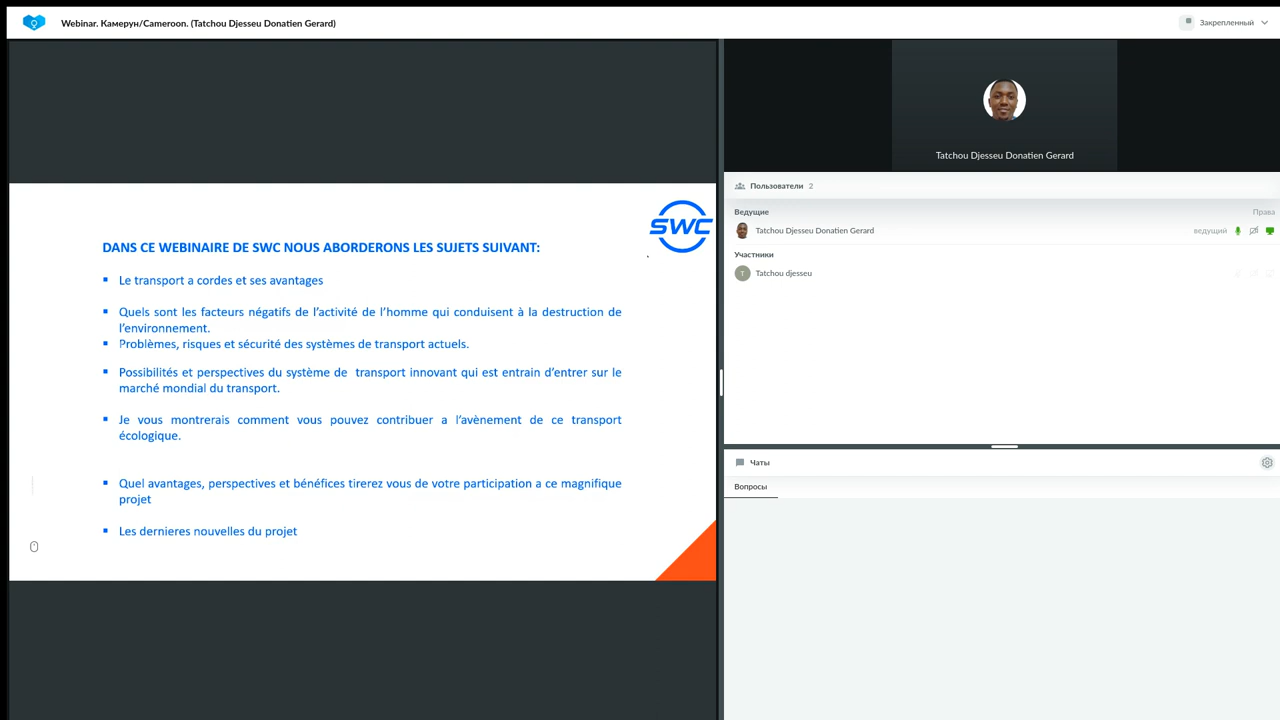 Webinar. Камерун/Cameroon. (Tatchou Djesseu Donatien Gerard)
Закрепленный
SWC
DANS CE WEBINAIRE DE SWC NOUS ABORDERONS LES SUJETS SUIVANT:
▪ Le transport a cordes et ses avantages
▪ Quels sont les facteurs négatifs de l’activité de l’homme qui conduisent à la destruction de
l’environnement.
▪ Problèmes, risques et sécurité des systèmes de transport actuels.
▪ Possibilités et perspectives du système de transport innovant qui est entrain d’entrer sur le
marché mondial du transport.
▪ Je vous montrerais comment vous pouvez contribuer a l’avènement de ce transport
écologique.
▪ Quel avantages, perspectives et bénéfices tirerez vous de votre participation a ce magnifique
projet
▪ Les dernieres nouvelles du projet
Tatchou Djesseu Donatien Gerard
Пользователи 2
Ведущие Права
Tatchou Djesseu Donatien Gerard ведущий
Участники
T Tatchou djesseu
Чаты
Вопросы